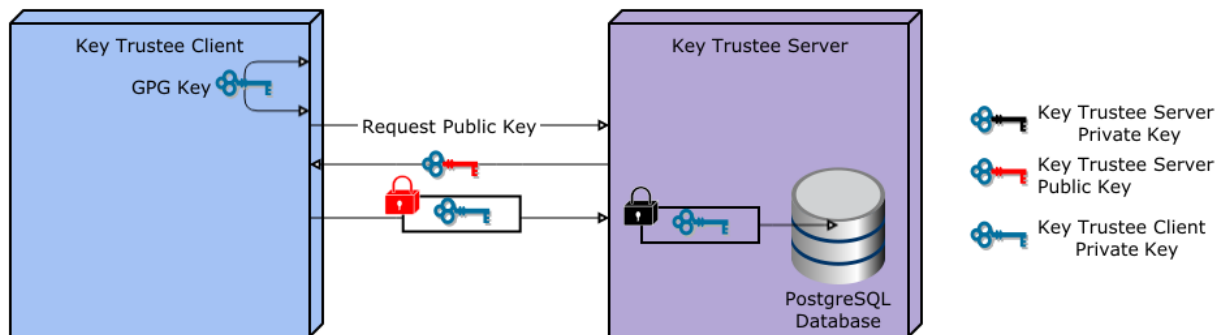 Key Trustee Client
GPG Key
Request Public Key
Key Trustee Server
PostgreSQL
Database
Key Trustee Server
Private Key
Key Trustee Server
Public Key
Key Trustee Client
Private Key